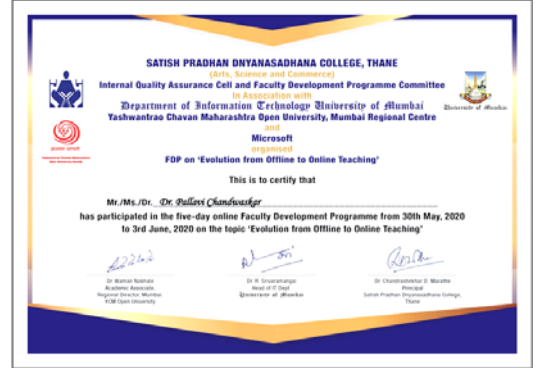 SATISH PRADHAN DNYANASADHANA COLLEGE, THANE
(Arts, Science and Commerce)
Internal Quality Assurance Cell and Faculty Development Programme Committee
In Association with
Department of Information Technology University of Mumbai
Yashwantrao Chavan Maharashtra Open University, Mumbai Regional Centre
and
Microsoft
organised
FDP on 'Evolution from Offline to Online Teaching'
University of Mumbai
This is to certify that
Mr./Ms./Dr. Dr. Pallavi Chandwaskar
has participated in the five-day online Faculty Development Programme from 30th May, 2020
to 3rd June, 2020 on the topic 'Evolution from Offline to Online Teaching'
Dr Waman Nakhale
Academic Associate,
Regional Director, Mumbai,
YCM Open University
Dr R. Srivaramangai
Head of IT Dept
University of Mumbai
Dr Chandrashekhar D. Marathe
Principal
Satish Pradhan Dnyanasadhana College,
Thane